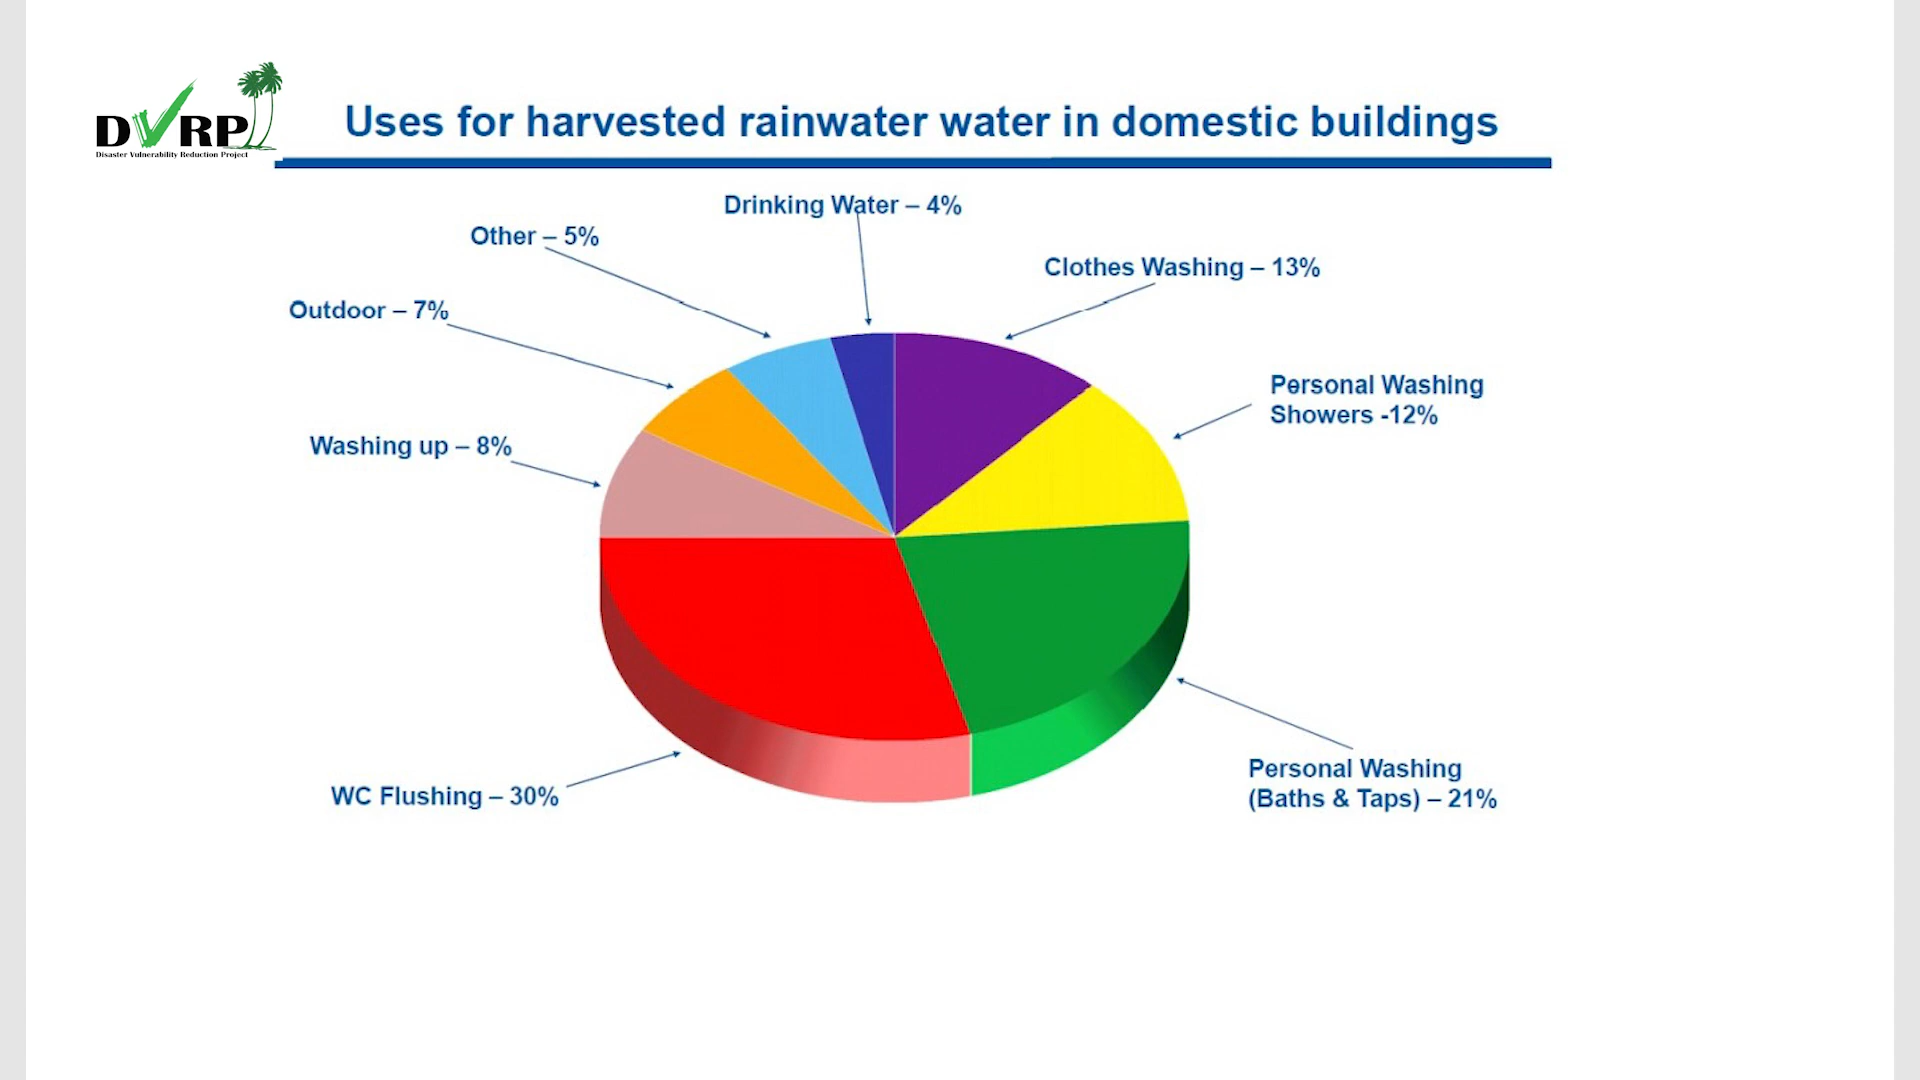 DVRP
Disaster Vulnerability Reduction Project
Uses for harvested rainwater water in domestic buildings
Drinking Water – 4%
Other – 5%
Clothes Washing – 13%
Outdoor – 7%
Personal Washing
Showers -12%
Washing up – 8%
Personal Washing
(Baths & Taps) – 21%
WC Flushing – 30%